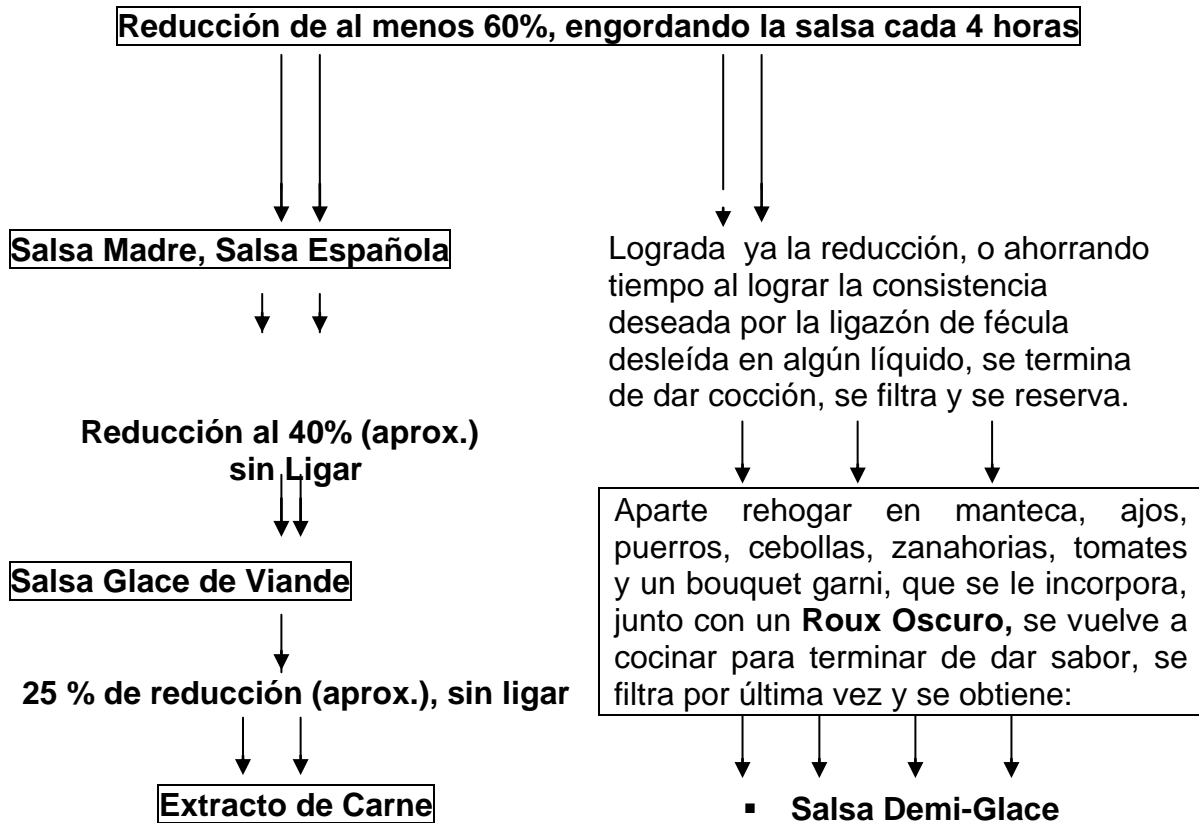 Reducción de al menos 60%, engordando la salsa cada 4 horas
Salsa Madre, Salsa Española
Reducción al 40% (aprox.)
sin Ligar
Salsa Glace de Viande
25 % de reducción (aprox.), sin ligar
Extracto de Carne
Lograda ya la reducción, o ahorrando
tiempo al lograr la consistencia
deseada por la ligazón de fécula
desleída en algún líquido, se termina
de dar cocción, se filtra y se reserva.
Aparte rehogar en manteca, ajos,
puerros, cebollas, zanahorias, tomates
y un bouquet garni, que se le incorpora,
junto con un Roux Oscuro, se vuelve a
cocinar para terminar de dar sabor, se
filtra por última vez y se obtiene:
▪ Salsa Demi-Glace